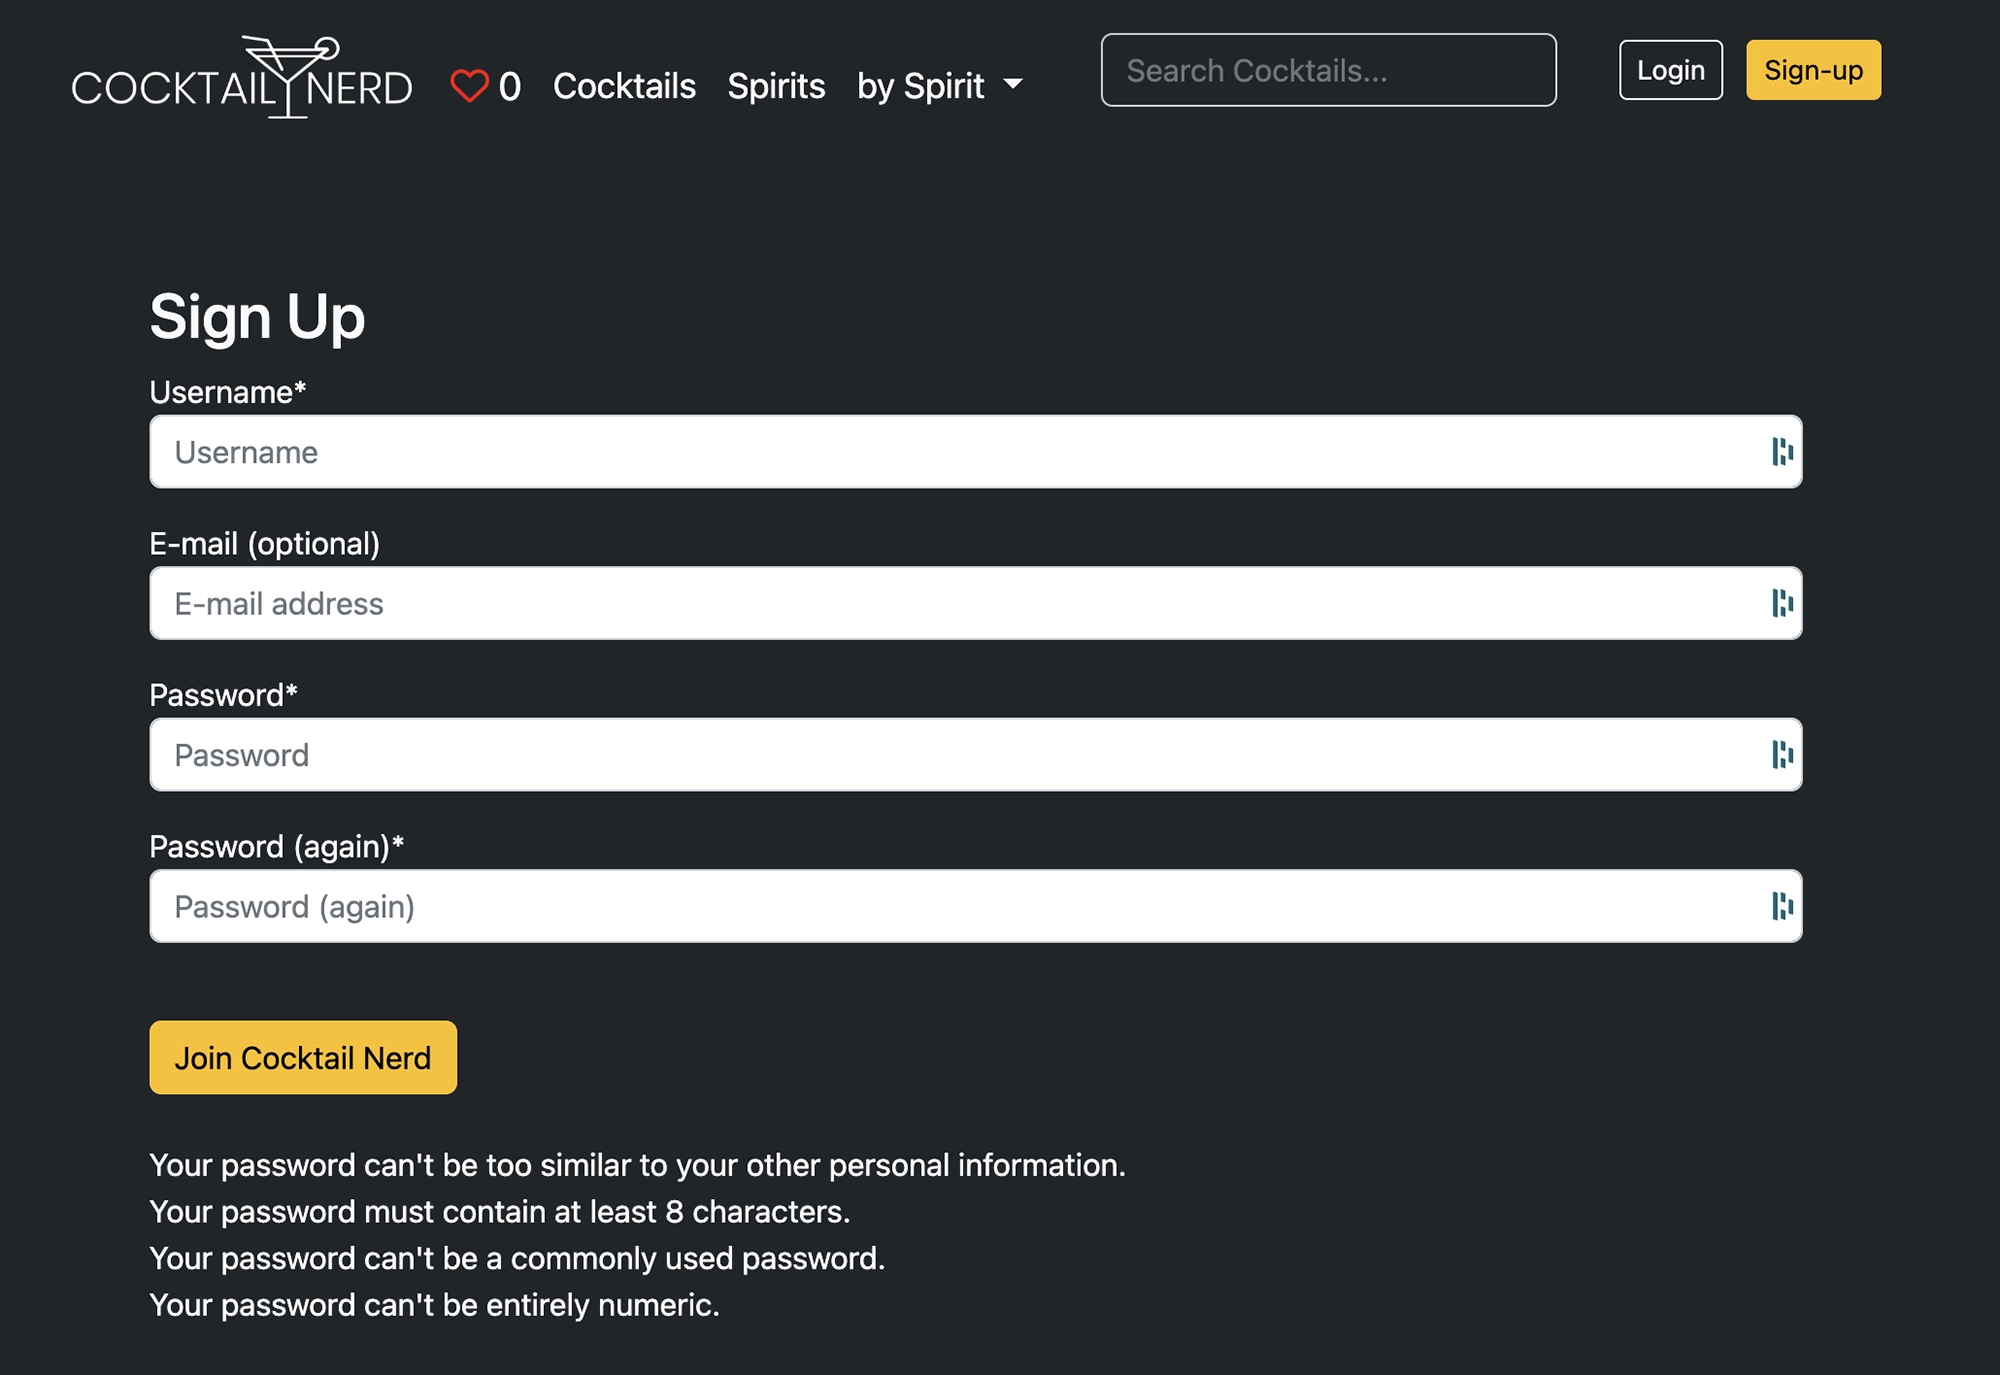 COCKTAIL NERD 0 Cocktails Spirits by Spirit Search Cocktails... Login Sign-up
Sign Up
Username*
Username
E-mail (optional)
E-mail address
Password*
Password
Password (again)*
Password (again)
Join Cocktail Nerd
Your password can't be too similar to your other personal information.
Your password must contain at least 8 characters.
Your password can't be a commonly used password.
Your password can't be entirely numeric.